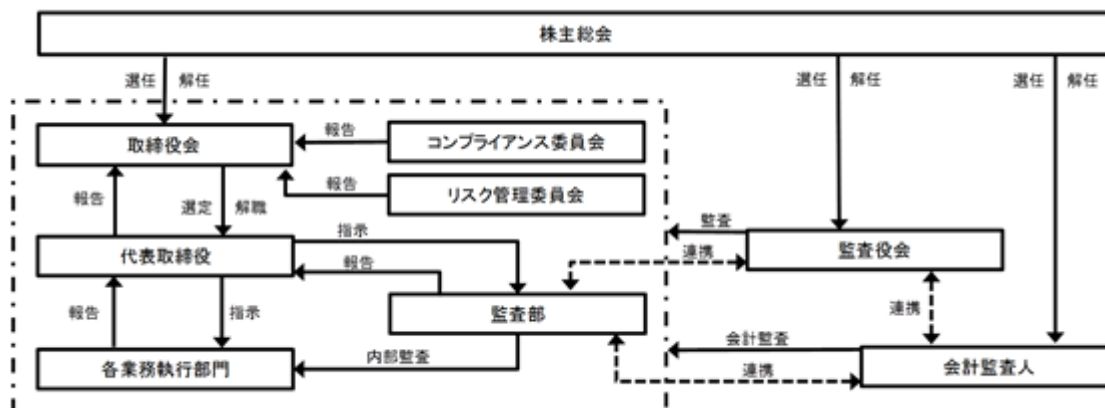 株主総会
選任 解任
選任 解任
選任 解任
取締役会
報告
コンプライアンス委員会
報告
リスク管理委員会
報告
選定 解職
代表取締役
指示
報告
監査
監査役会
連携
報告
指示
監査部
連携
内部監査
会計監査
各業務執行部門
連携
会計監査人